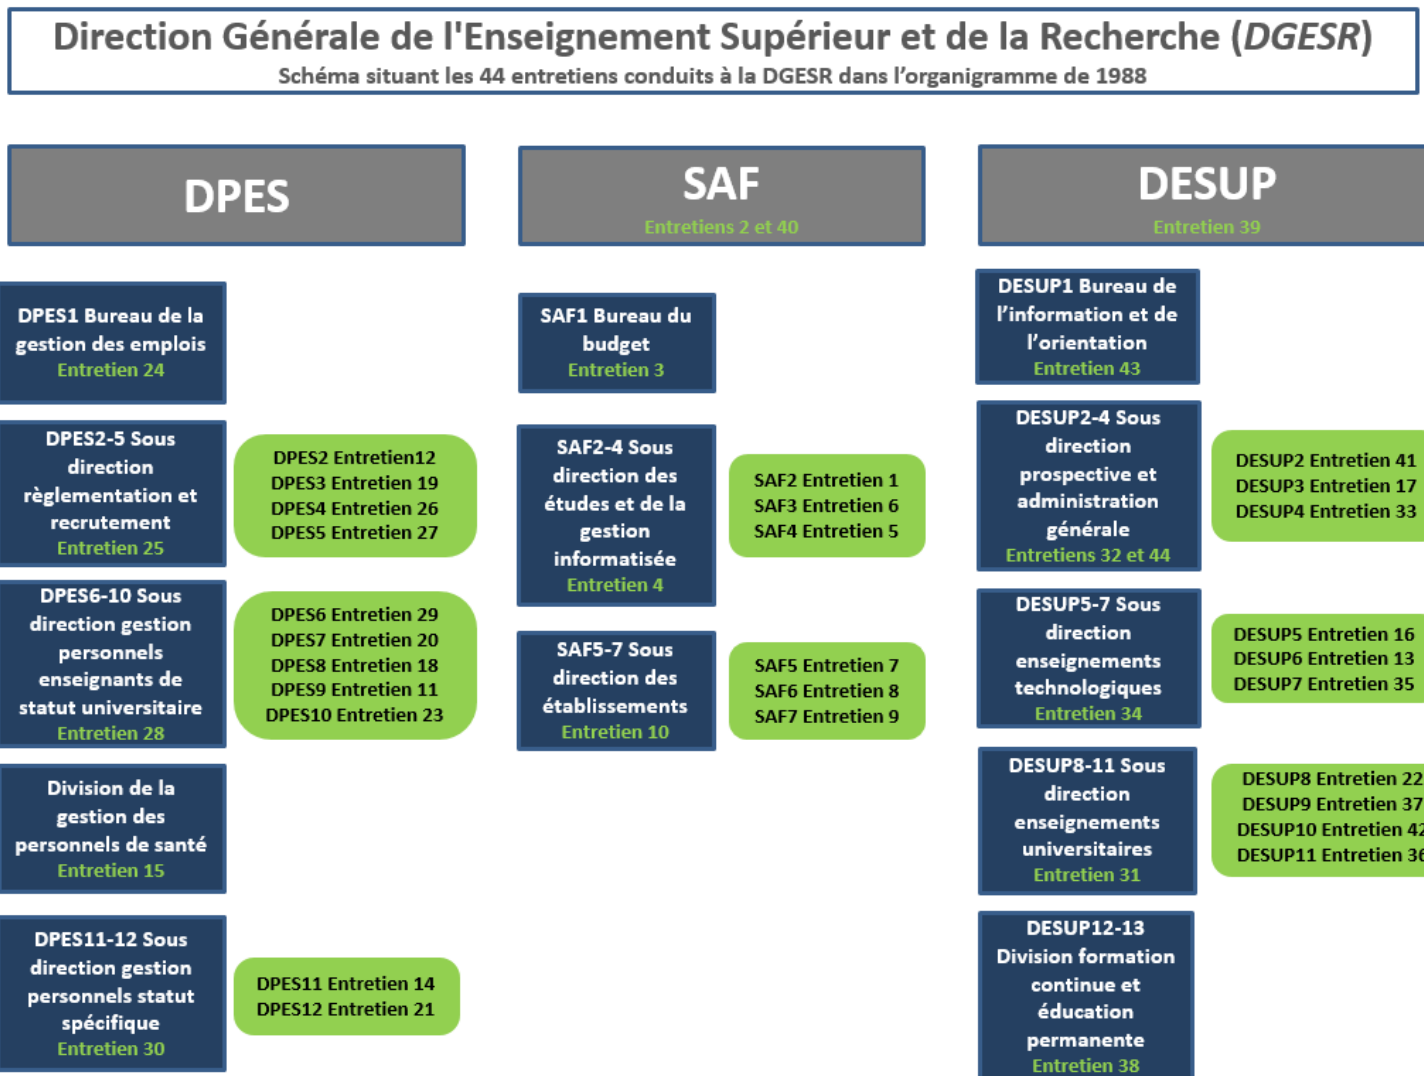 Direction Générale de l'Enseignement Supérieur et de la Recherche (DGESR)
Schéma situant les 44 entretiens conduits à la DGESR dans l’organigramme de 1988
DPES
DPES1 Bureau de la
gestion des emplois
Entretien 24
DPES2-5 Sous
direction
règlementation et
recrutement
Entretien 25
DPES2 Entretien12
DPES3 Entretien 19
DPES4 Entretien 26
DPES5 Entretien 27
DPES6-10 Sous
direction gestion
personnels
enseignants de
statut universitaire
Entretien 28
DPES6 Entretien 29
DPES7 Entretien 20
DPES8 Entretien 18
DPES9 Entretien 11
DPES10 Entretien 23
Division de la
gestion des
personnels de santé
Entretien 15
DPES11-12 Sous
direction gestion
personnels statut
spécifique
Entretien 30
DPES11 Entretien 14
DPES12 Entretien 21
SAF
Entretiens 2 et 40
SAF1 Bureau du
budget
Entretien 3
SAF2-4 Sous
direction des
études et de la
gestion
informatisée
Entretien 4
SAF2 Entretien 1
SAF3 Entretien 6
SAF4 Entretien 5
SAF5-7 Sous
direction des
établissements
Entretien 10
SAF5 Entretien 7
SAF6 Entretien 8
SAF7 Entretien 9
DESUP
Entretien 39
DESUP1 Bureau de
l’information et de
l’orientation
Entretien 43
DESUP2-4 Sous
direction
prospective et
administration
générale
Entretiens 32 et 44
DESUP2 Entretien 41
DESUP3 Entretien 17
DESUP4 Entretien 33
DESUP5-7 Sous
direction
enseignements
technologiques
Entretien 34
DESUP5 Entretien 16
DESUP6 Entretien 13
DESUP7 Entretien 35
DESUP8-11 Sous
direction
enseignements
universitaires
Entretien 31
DESUP8 Entretien 22
DESUP9 Entretien 37
DESUP10 Entretien 42
DESUP11 Entretien 36
DESUP12-13
Division formation
continue et
éducation
permanente
Entretien 38